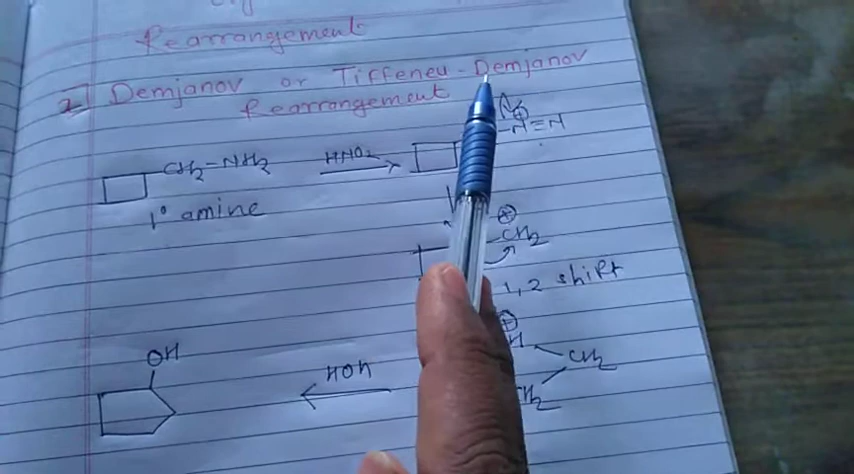 Rearrangement
2] Demjanov or Tiffeneu-Demjanov
Rearrangement
CH2-NH2 HNO2 -N≡N
1° amine
⊕
CH2
1,2 shift
OH
⊕
H CH2
HOH
CH2